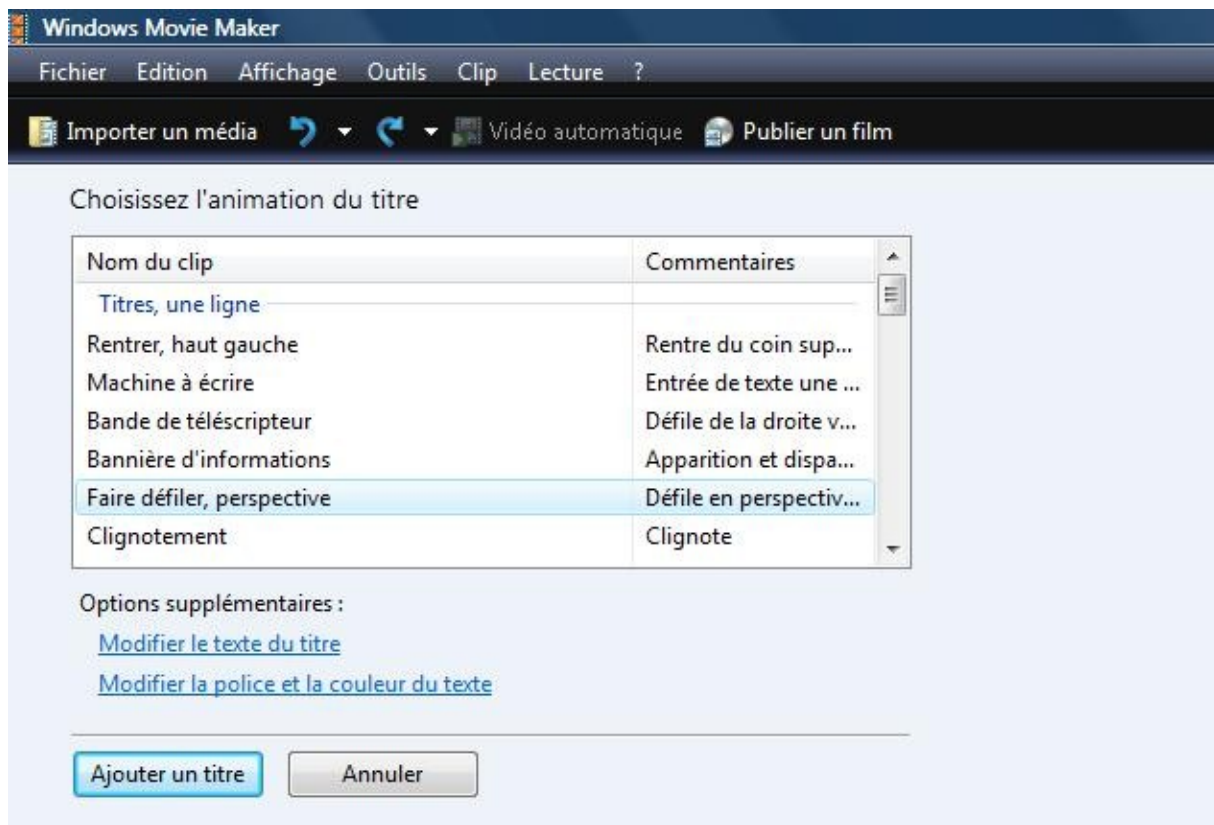 Windows Movie Maker
Fichier Edition Affichage Outils Clip Lecture ?
Importer un média Vidéo automatique Publier un film
Choisissez l'animation du titre
Nom du clip Commentaires
Titres, une ligne
Rentrer, haut gauche Rentre du coin sup...
Machine à écrire Entrée de texte une ...
Bande de téléscripteur Défile de la droite v...
Bannière d'informations Apparition et dispa...
Faire défiler, perspective Défile en perspectiv...
Clignotement Clignote
Options supplémentaires :
Modifier le texte du titre
Modifier la police et la couleur du texte
Ajouter un titre Annuler